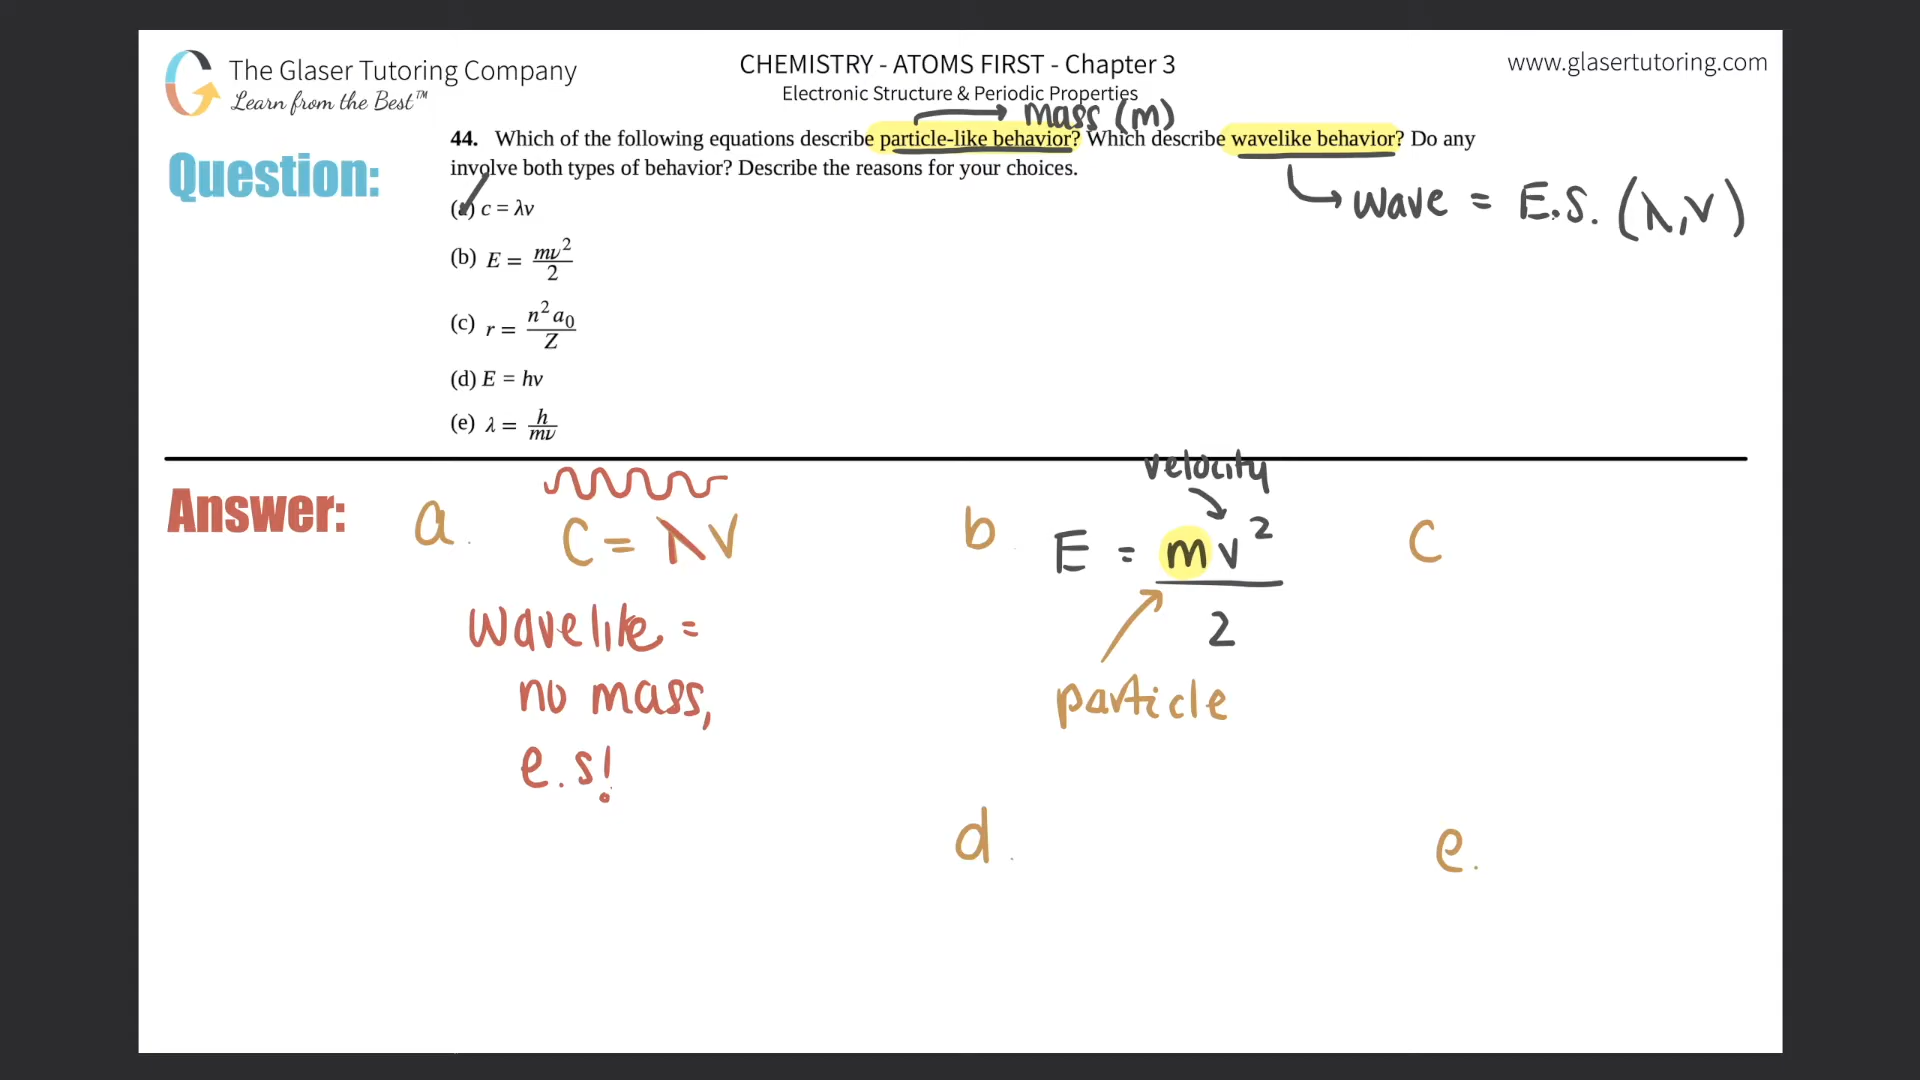 The Glaser Tutoring Company
Learn from the Best™
CHEMISTRY - ATOMS FIRST - Chapter 3
Electronic Structure & Periodic Properties
www.glasertutoring.com
mass (m)
Question:
44. Which of the following equations describe particle-like behavior? Which describe wavelike behavior? Do any
involve both types of behavior? Describe the reasons for your choices.
wave = E.S. (λ, ν)
(a) c = λν
(b) E = mν²/2
(c) r = n²a₀/Z
(d) E = hν
(e) λ = h/mν
Answer:
a.
C = λ ν
wavelike =
no mass,
e.s!
b.
velocity
E = mv²/2
particle
C
d.
e.